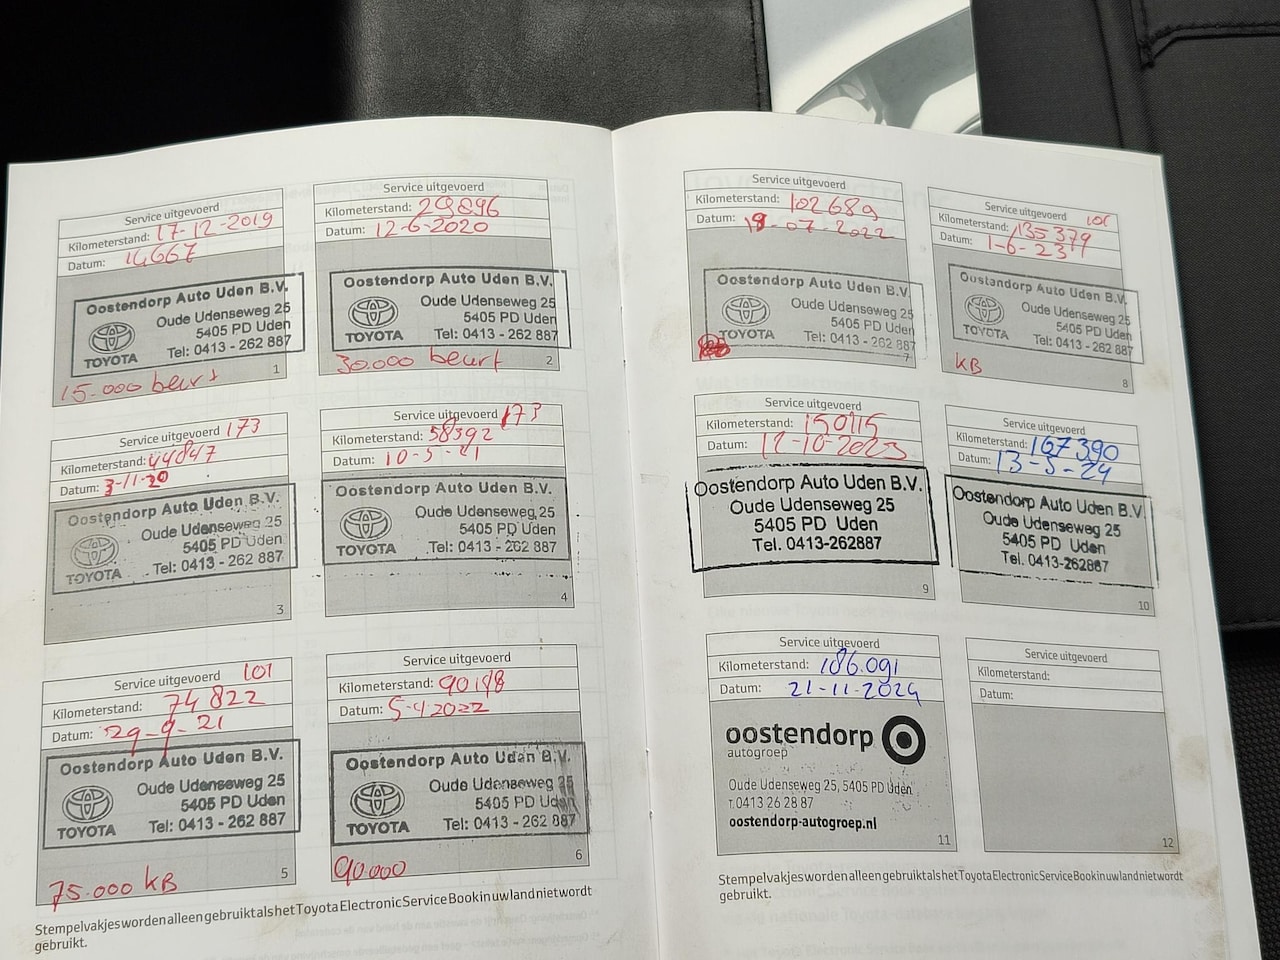 Service uitgevoerd
Kilometerstand: 17-12-2019
Datum: 14667
Oostendorp Auto Uden B.V.
Oude Udenseweg 25
5405 PD Uden
TOYOTA Tel: 0413 - 262 887
1
15.000 beurt
Service uitgevoerd
Kilometerstand: 29896
Datum: 12-6-2020
Oostendorp Auto Uden B.V.
Oude Udenseweg 25
5405 PD Uden
TOYOTA Tel: 0413 - 262 887
30.000 beurt 2
Service uitgevoerd 173
Kilometerstand: 44847
Datum: 3-11-20
Oostendorp Auto Uden B.V.
Oude Udenseweg 25
5405 PD Uden
TOYOTA Tel: 0413 - 262 887
3
Service uitgevoerd 173
Kilometerstand: 58392
Datum: 10-5-21
Oostendorp Auto Uden B.V.
Oude Udenseweg 25
5405 PD Uden
TOYOTA Tel: 0413 - 262 887
4
Service uitgevoerd 101
Kilometerstand: 74822
Datum: 29-9-21
Oostendorp Auto Uden B.V.
Oude Udenseweg 25
5405 PD Uden
TOYOTA Tel: 0413 - 262 887
5
75.000 KB
Service uitgevoerd
Kilometerstand: 90148
Datum: 5-4 2022
Oostendorp Auto Uden B.V.
Oude Udenseweg 25
5405 PD Uden
TOYOTA Tel: 0413 - 262 887
6
90.000
Stempelvakjes worden alleen gebruikt als het Toyota Electronic Service Book in uw land niet wordt
gebruikt.
Service uitgevoerd
Kilometerstand: 102689
Datum: 18-07-2022
Oostendorp Auto Uden B.V.
Oude Udenseweg 25
5405 PD Uden
TOYOTA Tel: 0413 - 262 887
7
Service uitgevoerd 101
Kilometerstand: 135379
Datum: 1-6-23
Oostendorp Auto Uden B.V.
Oude Udenseweg 25
5405 PD Uden
TOYOTA Tel: 0413 - 262 887
KB 8
Service uitgevoerd
Kilometerstand: 150115
Datum: 12-10-2023
Oostendorp Auto Uden B.V.
Oude Udenseweg 25
5405 PD Uden
Tel. 0413-262887
9
Service uitgevoerd
Kilometerstand: 167390
Datum: 13-5-24
Oostendorp Auto Uden B.V.
Oude Udenseweg 25
5405 PD Uden
Tel. 0413-262887
10
Service uitgevoerd
Kilometerstand: 186.091
Datum: 21-11-2024
oostendorp
autogroep
Oude Udenseweg 25, 5405 PD Uden
T 0413 26 28 87
oostendorp-autogroep.nl
11
Service uitgevoerd
Kilometerstand:
Datum:
12
Stempelvakjes worden alleen gebruikt als het Toyota Electronic Service Book in uw land niet wordt
gebruikt.